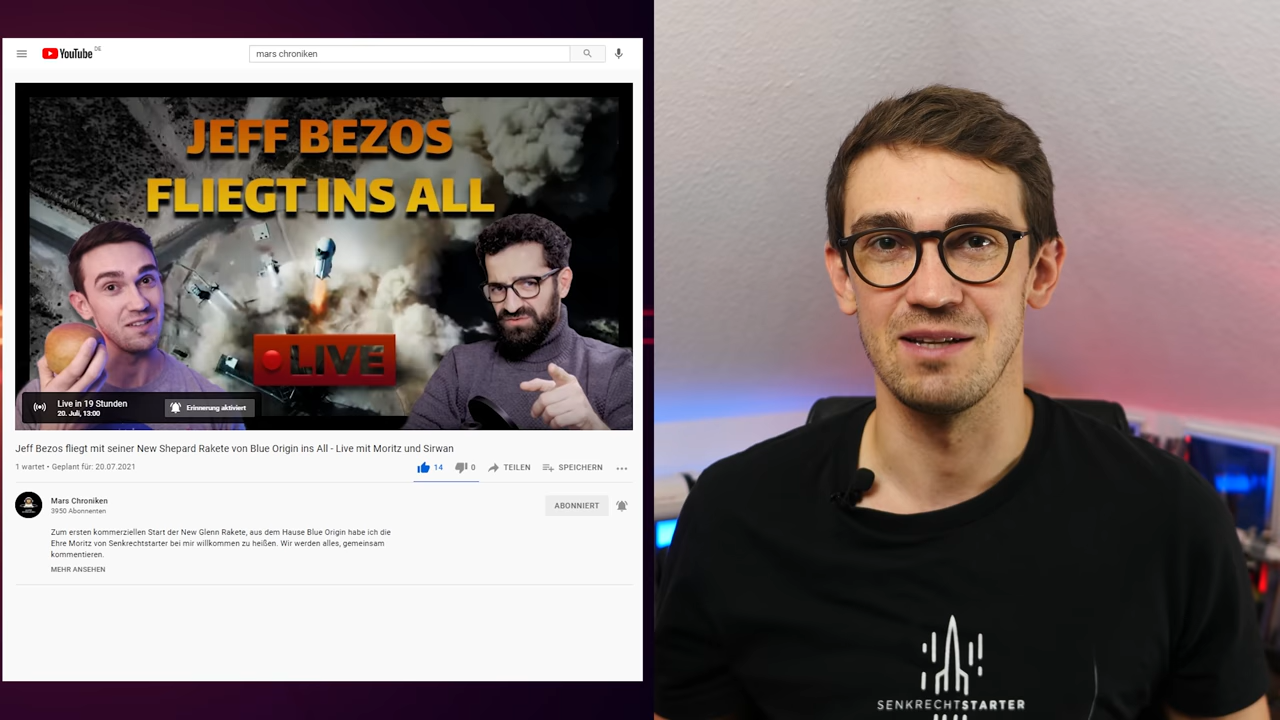 YouTube DE
mars chroniken
JEFF BEZOS
FLIEGT INS ALL
LIVE
Live in 19 Stunden
20. Juli, 13:00
Erinnerung aktiviert
Jeff Bezos fliegt mit seiner New Shepard Rakete von Blue Origin ins All - Live mit Moritz und Sirwan
1 wartet • Geplant für: 20.07.2021
14
0
TEILEN
SPEICHERN
Mars Chroniken
3950 Abonnenten
ABONNIERT
Zum ersten kommerziellen Start der New Glenn Rakete, aus dem Hause Blue Origin habe ich die
Ehre Moritz von Senkrechtstarter bei mir willkommen zu heißen. Wir werden alles, gemeinsam
kommentieren.
MEHR ANSEHEN
SENKRECHTSTARTER